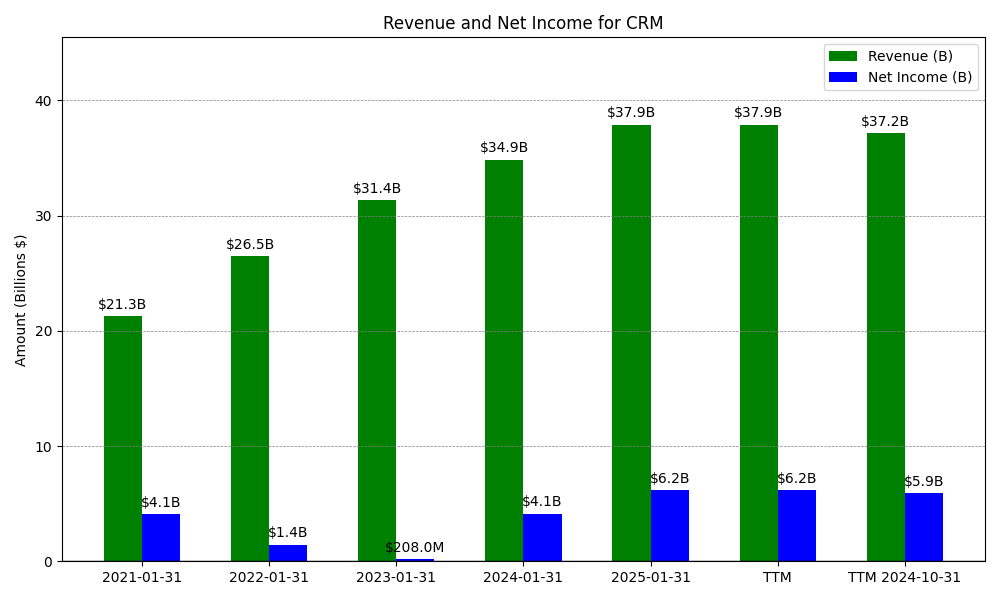 Revenue and Net Income for CRM
Revenue (B)
Net Income (B)
Amount (Billions $)
40
30
20
10
0
$21.3B
$26.5B
$31.4B
$34.9B
$37.9B
$37.9B
$37.2B
$4.1B
$1.4B
$208.0M
$4.1B
$6.2B
$6.2B
$5.9B
2021-01-31
2022-01-31
2023-01-31
2024-01-31
2025-01-31
TTM
TTM 2024-10-31